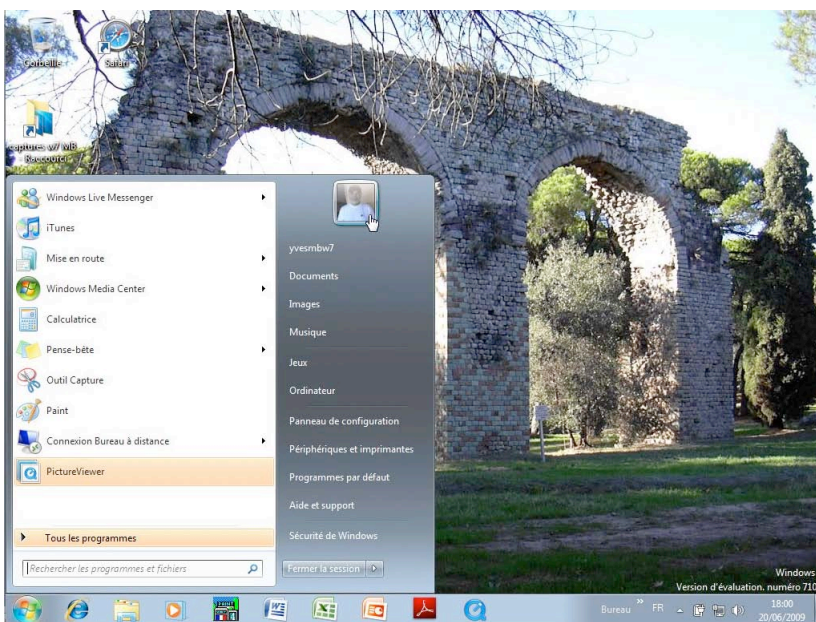 Corbeille
Safari
captures w7 MB
- Raccourci
Windows Live Messenger
iTunes
Mise en route
Windows Media Center
Calculatrice
Pense-bête
Outil Capture
Paint
Connexion Bureau à distance
PictureViewer
Tous les programmes
Rechercher les programmes et fichiers
yvesmbw7
Documents
Images
Musique
Jeux
Ordinateur
Panneau de configuration
Périphériques et imprimantes
Programmes par défaut
Aide et support
Sécurité de Windows
Fermer la session
Windows
Version d'évaluation. numéro 710
Bureau
FR
18:00
20/06/2009